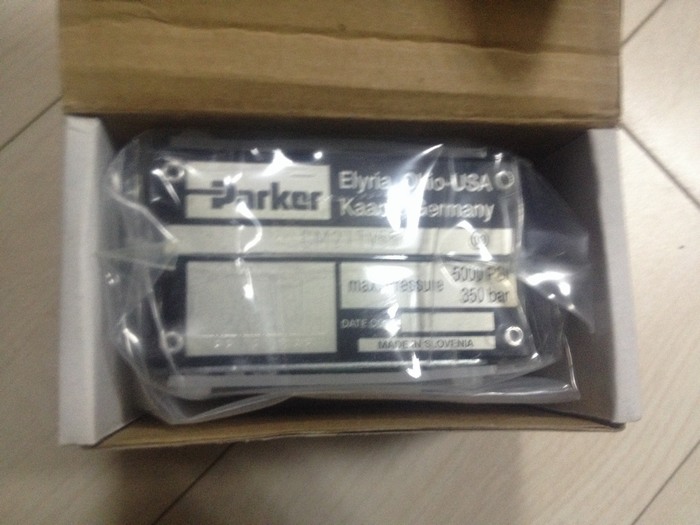 Parker
Elyria, Ohio-USA
Kaarst, Germany
max. pressure
5000 PSI
350 bar
DATE CODE
MADE IN SLOVENIA